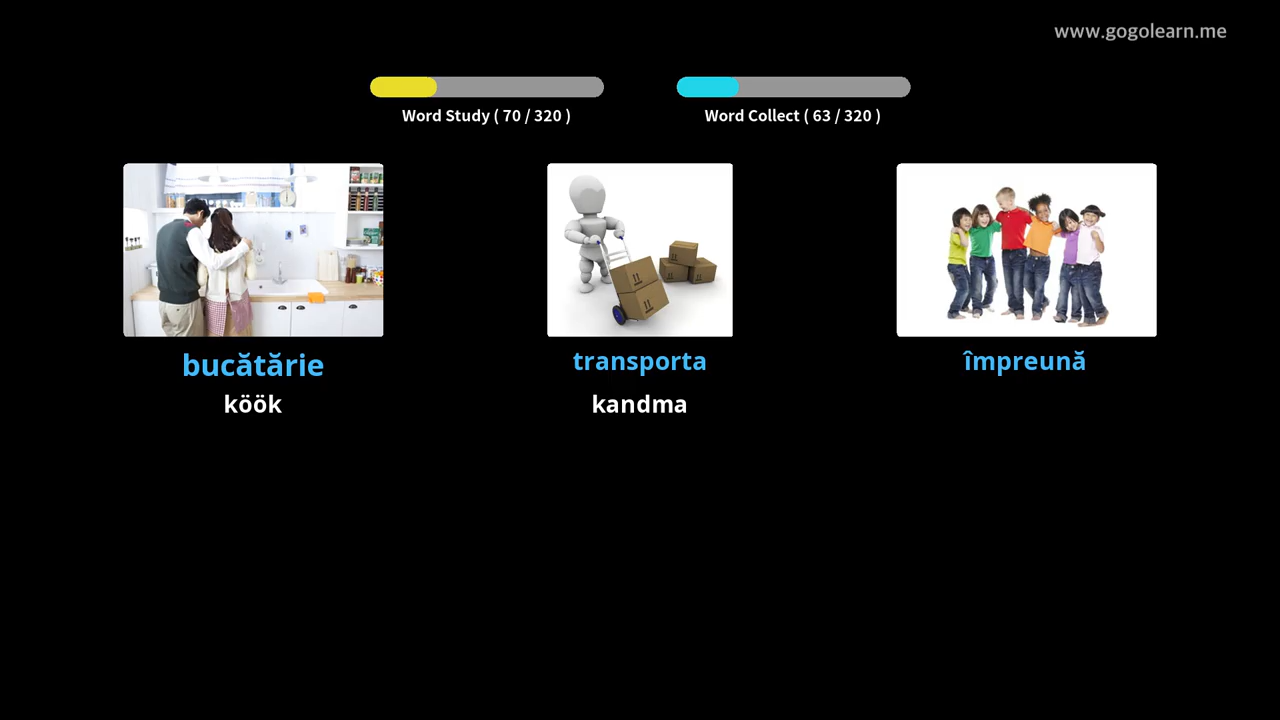 www.gogolearn.me
Word Study ( 70 / 320 )
Word Collect ( 63 / 320 )
bucătărie
köök
transporta
kandma
împreună